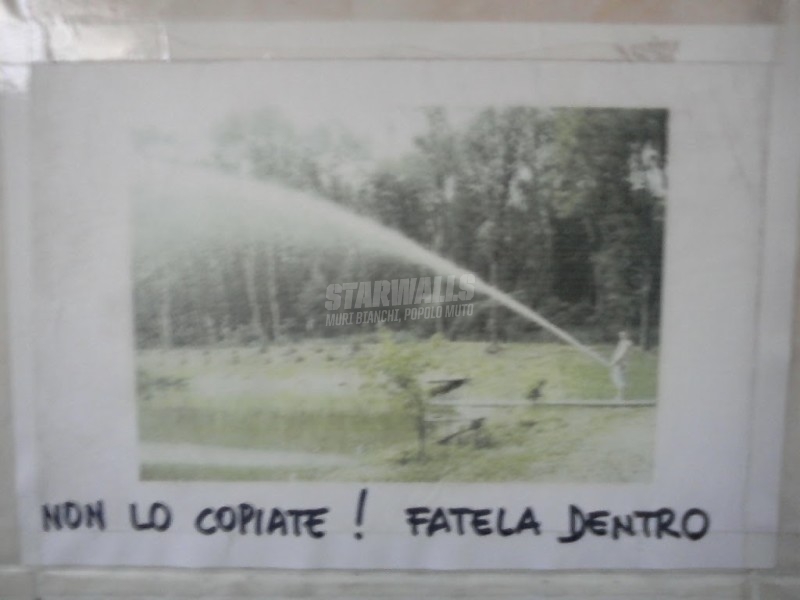 STARWALLS
MURI BIANCHI, POPOLO MUTO
NON LO COPIATE! FATELA DENTRO